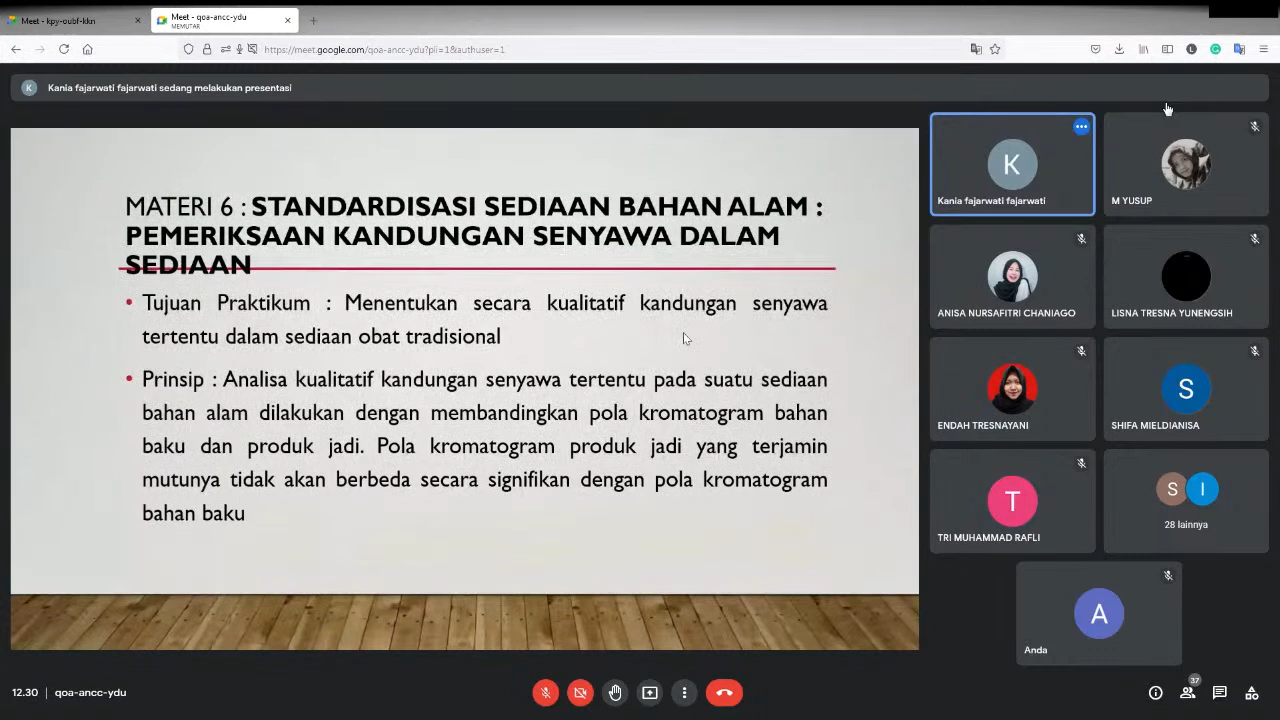 Meet - kpy-oubf-kkn
Meet - qoa-ancc-ydu
MEMUTAR
https://meet.google.com/qoa-ancc-ydu?pli=1&authuser=1
K Kania fajarwati fajarwati sedang melakukan presentasi
MATERI 6 : STANDARDISASI SEDIAAN BAHAN ALAM :
PEMERIKSAAN KANDUNGAN SENYAWA DALAM
SEDIAAN
• Tujuan Praktikum : Menentukan secara kualitatif kandungan senyawa
tertentu dalam sediaan obat tradisional
• Prinsip : Analisa kualitatif kandungan senyawa tertentu pada suatu sediaan
bahan alam dilakukan dengan membandingkan pola kromatogram bahan
baku dan produk jadi. Pola kromatogram produk jadi yang terjamin
mutunya tidak akan berbeda secara signifikan dengan pola kromatogram
bahan baku
K
Kania fajarwati fajarwati
M YUSUP
ANISA NURSAFITRI CHANIAGO
LISNA TRESNA YUNENGSIH
ENDAH TRESNAYANI
S
SHIFA MIELDIANISA
T
TRI MUHAMMAD RAFLI
S I
28 lainnya
A
Anda
12.30 | qoa-ancc-ydu
37